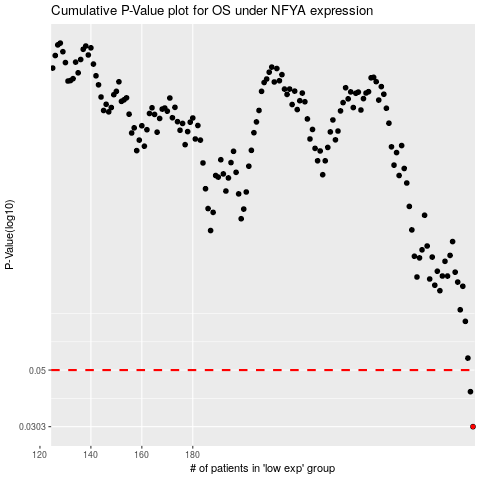 Cumulative P-Value plot for OS under NFYA expression
P-Value(log10)
0.05
0.0303
120 140 160 180
# of patients in 'low exp' group